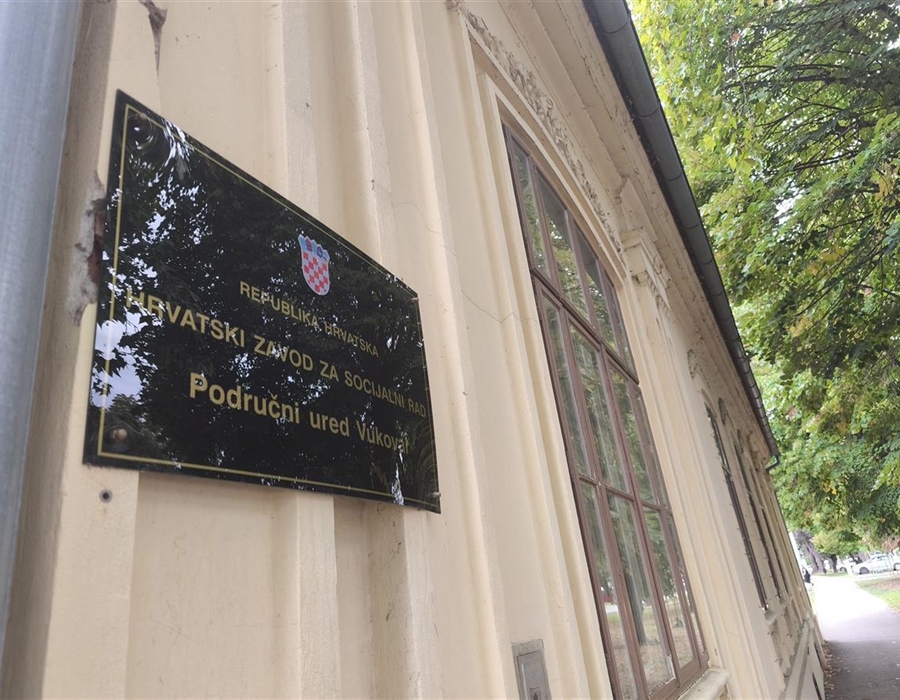 REPUBLIKA HRVATSKA
HRVATSKI ZAVOD ZA SOCIJALNI RAD
Područni ured Vukovar